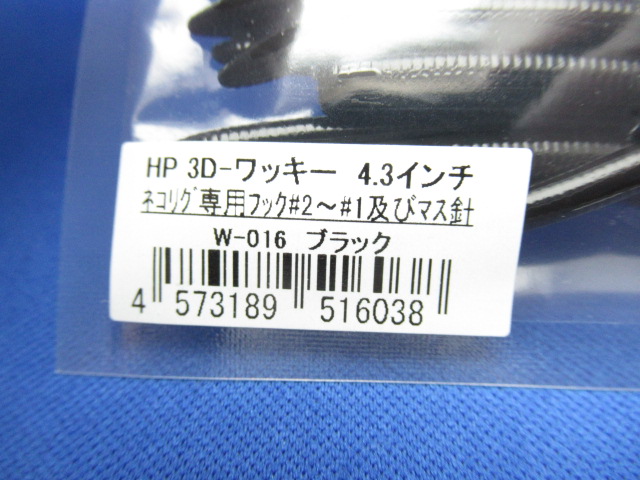 HP 3D-ワッキー 4.3インチ
ネコリグ専用フック#2～#1及びマス針
W-016 ブラック
4 573189 516038